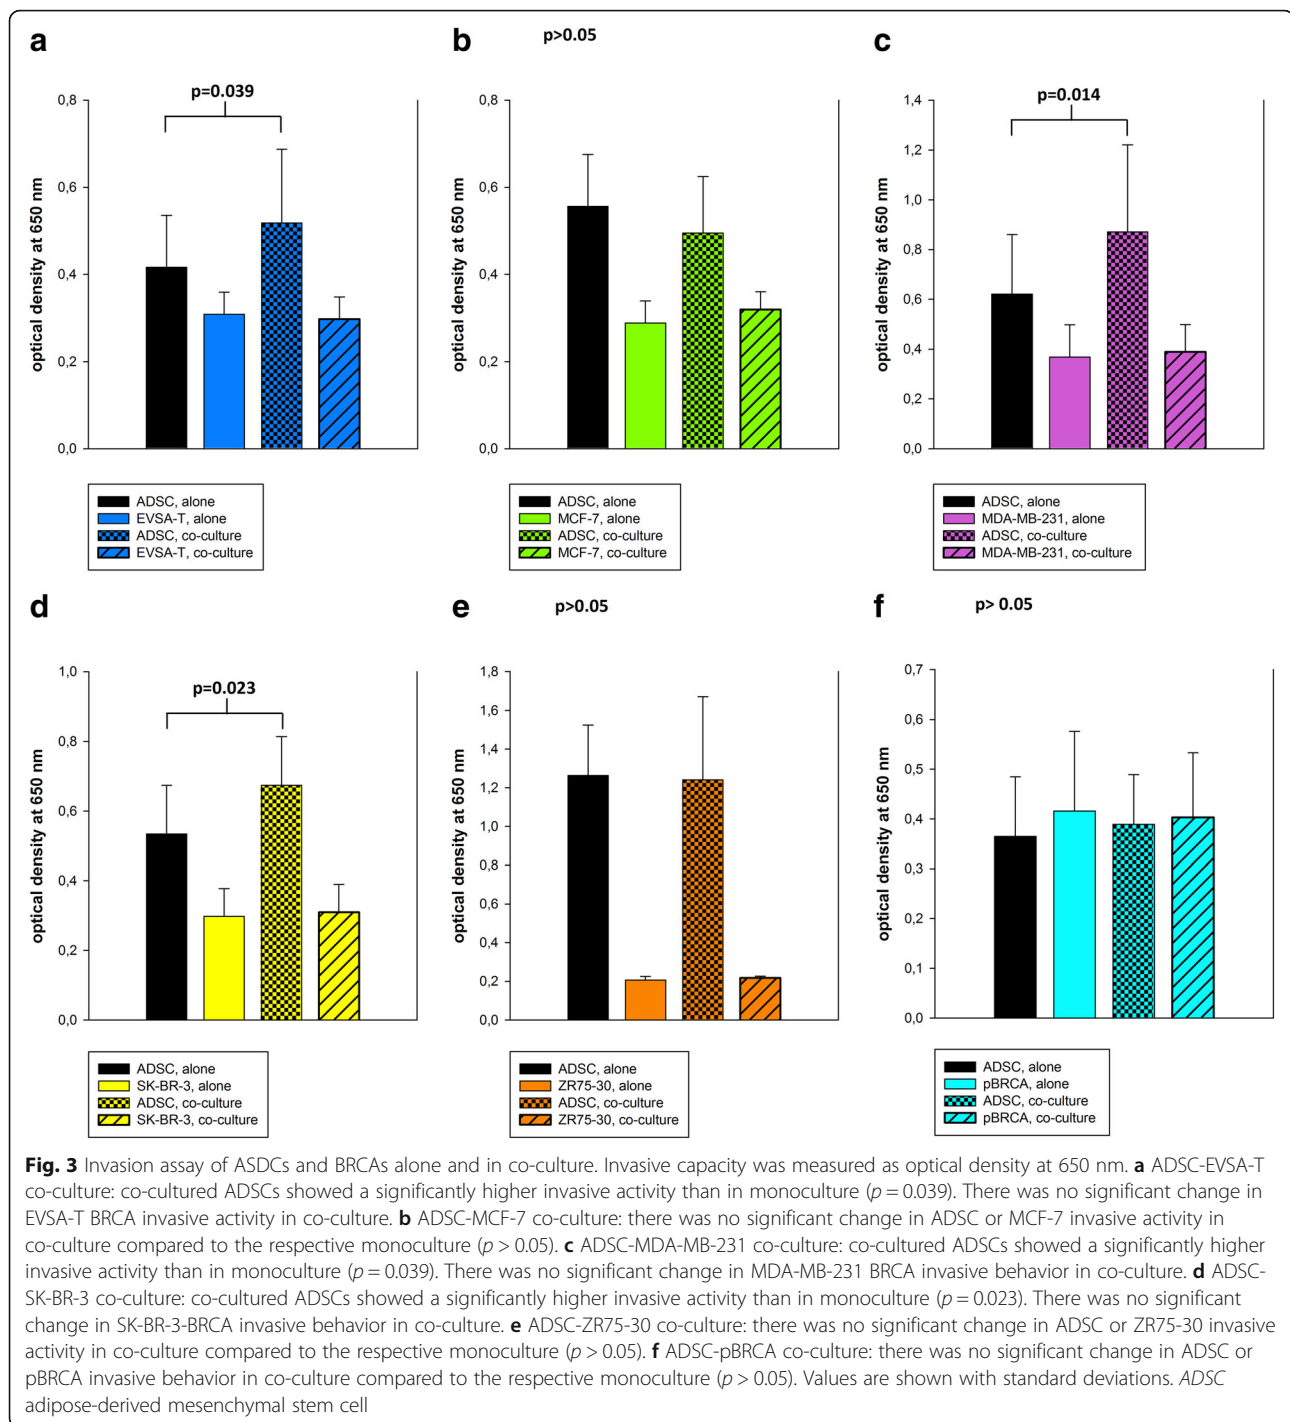 a
p=0.039
0,8
0,6
0,4
0,2
0,0
optical density at 650 nm
ADSC, alone
EVSA-T, alone
ADSC, co-culture
EVSA-T, co-culture
b
p>0.05
0,8
0,6
0,4
0,2
0,0
optical density at 650 nm
ADSC, alone
MCF-7, alone
ADSC, co-culture
MCF-7, co-culture
c
p=0.014
1,4
1,2
1,0
0,8
0,6
0,4
0,2
0,0
optical density at 650 nm
ADSC, alone
MDA-MB-231, alone
ADSC, co-culture
MDA-MB-231, co-culture
d
p=0.023
1,0
0,8
0,6
0,4
0,2
0,0
optical density at 650 nm
ADSC, alone
SK-BR-3, alone
ADSC, co-culture
SK-BR-3, co-culture
e
p>0.05
1,8
1,6
1,4
1,2
1,0
0,8
0,6
0,4
0,2
0,0
optical density at 650 nm
ADSC, alone
ZR75-30, alone
ADSC, co-culture
ZR75-30, co-culture
f
p> 0.05
0,7
0,6
0,5
0,4
0,3
0,2
0,1
0,0
optical density at 650 nm
ADSC, alone
pBRCA, alone
ADSC, co-culture
pBRCA, co-culture
Fig. 3 Invasion assay of ASDCs and BRCAs alone and in co-culture. Invasive capacity was measured as optical density at 650 nm. a ADSC-EVSA-T
co-culture: co-cultured ADSCs showed a significantly higher invasive activity than in monoculture (p = 0.039). There was no significant change in
EVSA-T BRCA invasive activity in co-culture. b ADSC-MCF-7 co-culture: there was no significant change in ADSC or MCF-7 invasive activity in
co-culture compared to the respective monoculture (p > 0.05). c ADSC-MDA-MB-231 co-culture: co-cultured ADSCs showed a significantly higher
invasive activity than in monoculture (p = 0.039). There was no significant change in MDA-MB-231 BRCA invasive behavior in co-culture. d ADSC-
SK-BR-3 co-culture: co-cultured ADSCs showed a significantly higher invasive activity than in monoculture (p = 0.023). There was no significant
change in SK-BR-3-BRCA invasive behavior in co-culture. e ADSC-ZR75-30 co-culture: there was no significant change in ADSC or ZR75-30 invasive
activity in co-culture compared to the respective monoculture (p > 0.05). f ADSC-pBRCA co-culture: there was no significant change in ADSC or
pBRCA invasive behavior in co-culture compared to the respective monoculture (p > 0.05). Values are shown with standard deviations. ADSC
adipose-derived mesenchymal stem cell